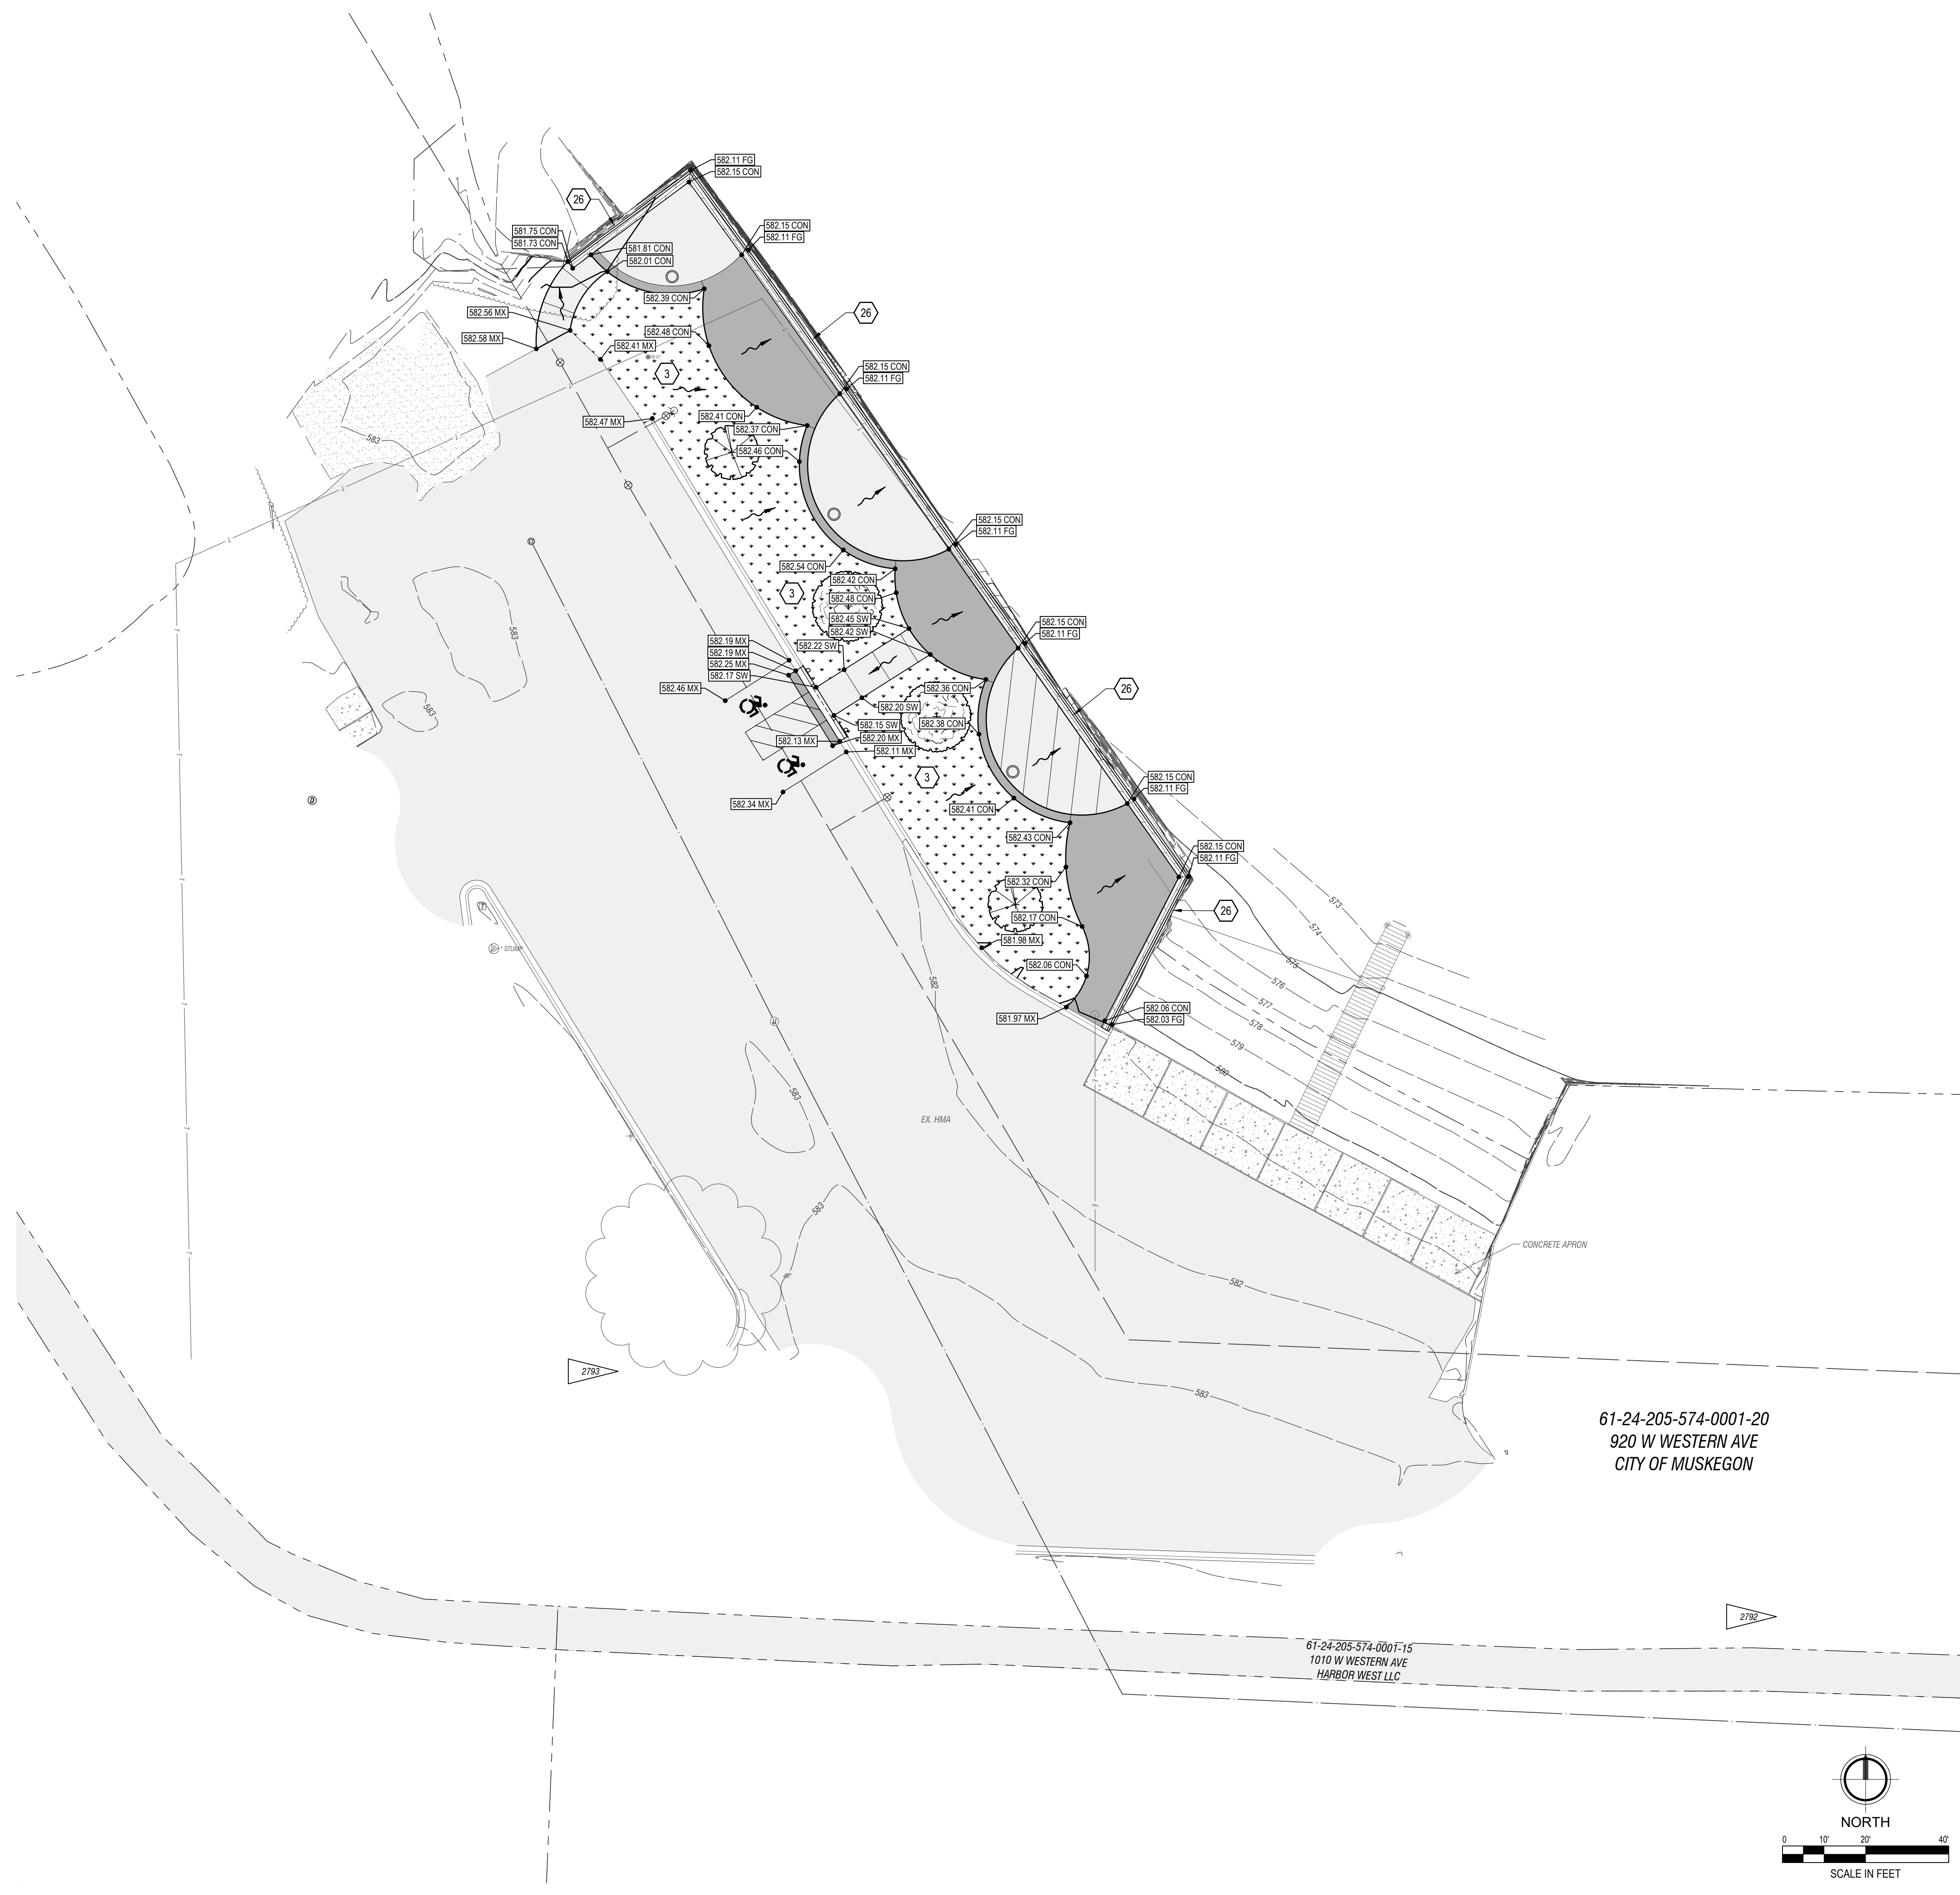 582.11 FG
582.15 CON
26
581.75 CON
581.73 CON
582.15 CON
582.11 FG
581.81 CON
582.01 CON
582.39 CON
582.56 MX
26
582.48 CON
582.58 MX
582.41 MX
582.15 CON
582.11 FG
3
582.41 CON
582.47 MX
582.37 CON
583
582.46 CON
582.15 CON
582.11 FG
582.54 CON
582.42 CON
3
582.48 CON
583
582.45 SW
582.42 SW
582.15 CON
582.11 FG
582.19 MX
582.22 SW
582.19 MX
582.25 MX
582.17 SW
582.46 MX
582.36 CON
26
583
582.20 SW
582.15 SW
582.38 CON
582.13 MX
582.20 MX
582.11 MX
3
582.15 CON
582.11 FG
582.34 MX
582.41 CON
582.43 CON
582.15 CON
582.11 FG
582.32 CON
573
26
582.17 CON
574
STUMP
581.98 MX
575
582.06 CON
582
576
577
582.06 CON
581.97 MX
582.03 FG
578
579
580
583
EX. HMA
583
CONCRETE APRON
582
2793
583
61-24-205-574-0001-20
920 W WESTERN AVE
CITY OF MUSKEGON
2792
61-24-205-574-0001-15
1010 W WESTERN AVE
HARBOR WEST LLC
NORTH
0 10' 20' 40'
SCALE IN FEET